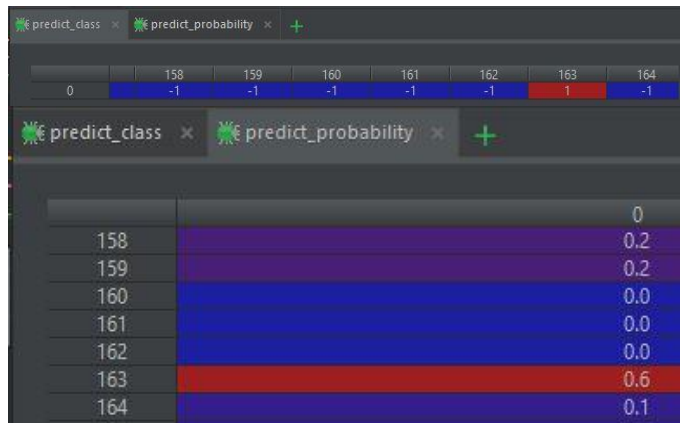 predict_class × predict_probability × +
158 159 160 161 162 163 164
0 -1 -1 -1 -1 -1 1 -1
predict_class × predict_probability × +
0
158 0.2
159 0.2
160 0.0
161 0.0
162 0.0
163 0.6
164 0.1